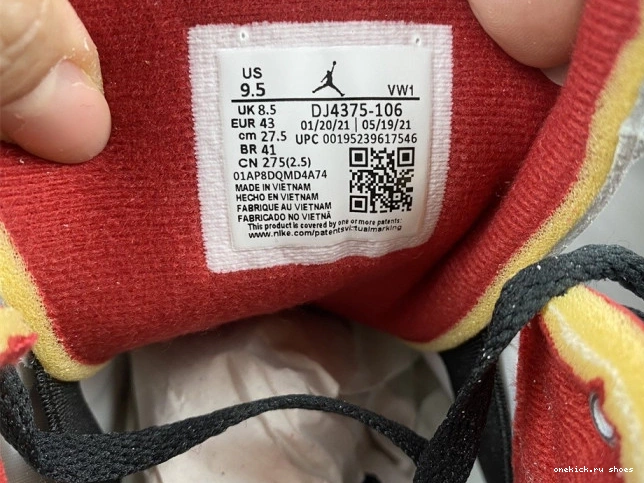 US
9.5
VW1
UK 8.5
DJ4375-106
EUR 43
01/20/21 | 05/19/21
cm 27.5
UPC 00195239617546
BR 41
CN 275(2.5)
01AP8DQMD4A74
MADE IN VIETNAM
HECHO EN VIETNAM
FABRIQUE AU VIETNAM
FABRICADO NO VIETNÃ
This product is covered by one or more patents:
www.nike.com/patentsvirtualmarking
onekick.ru shoes